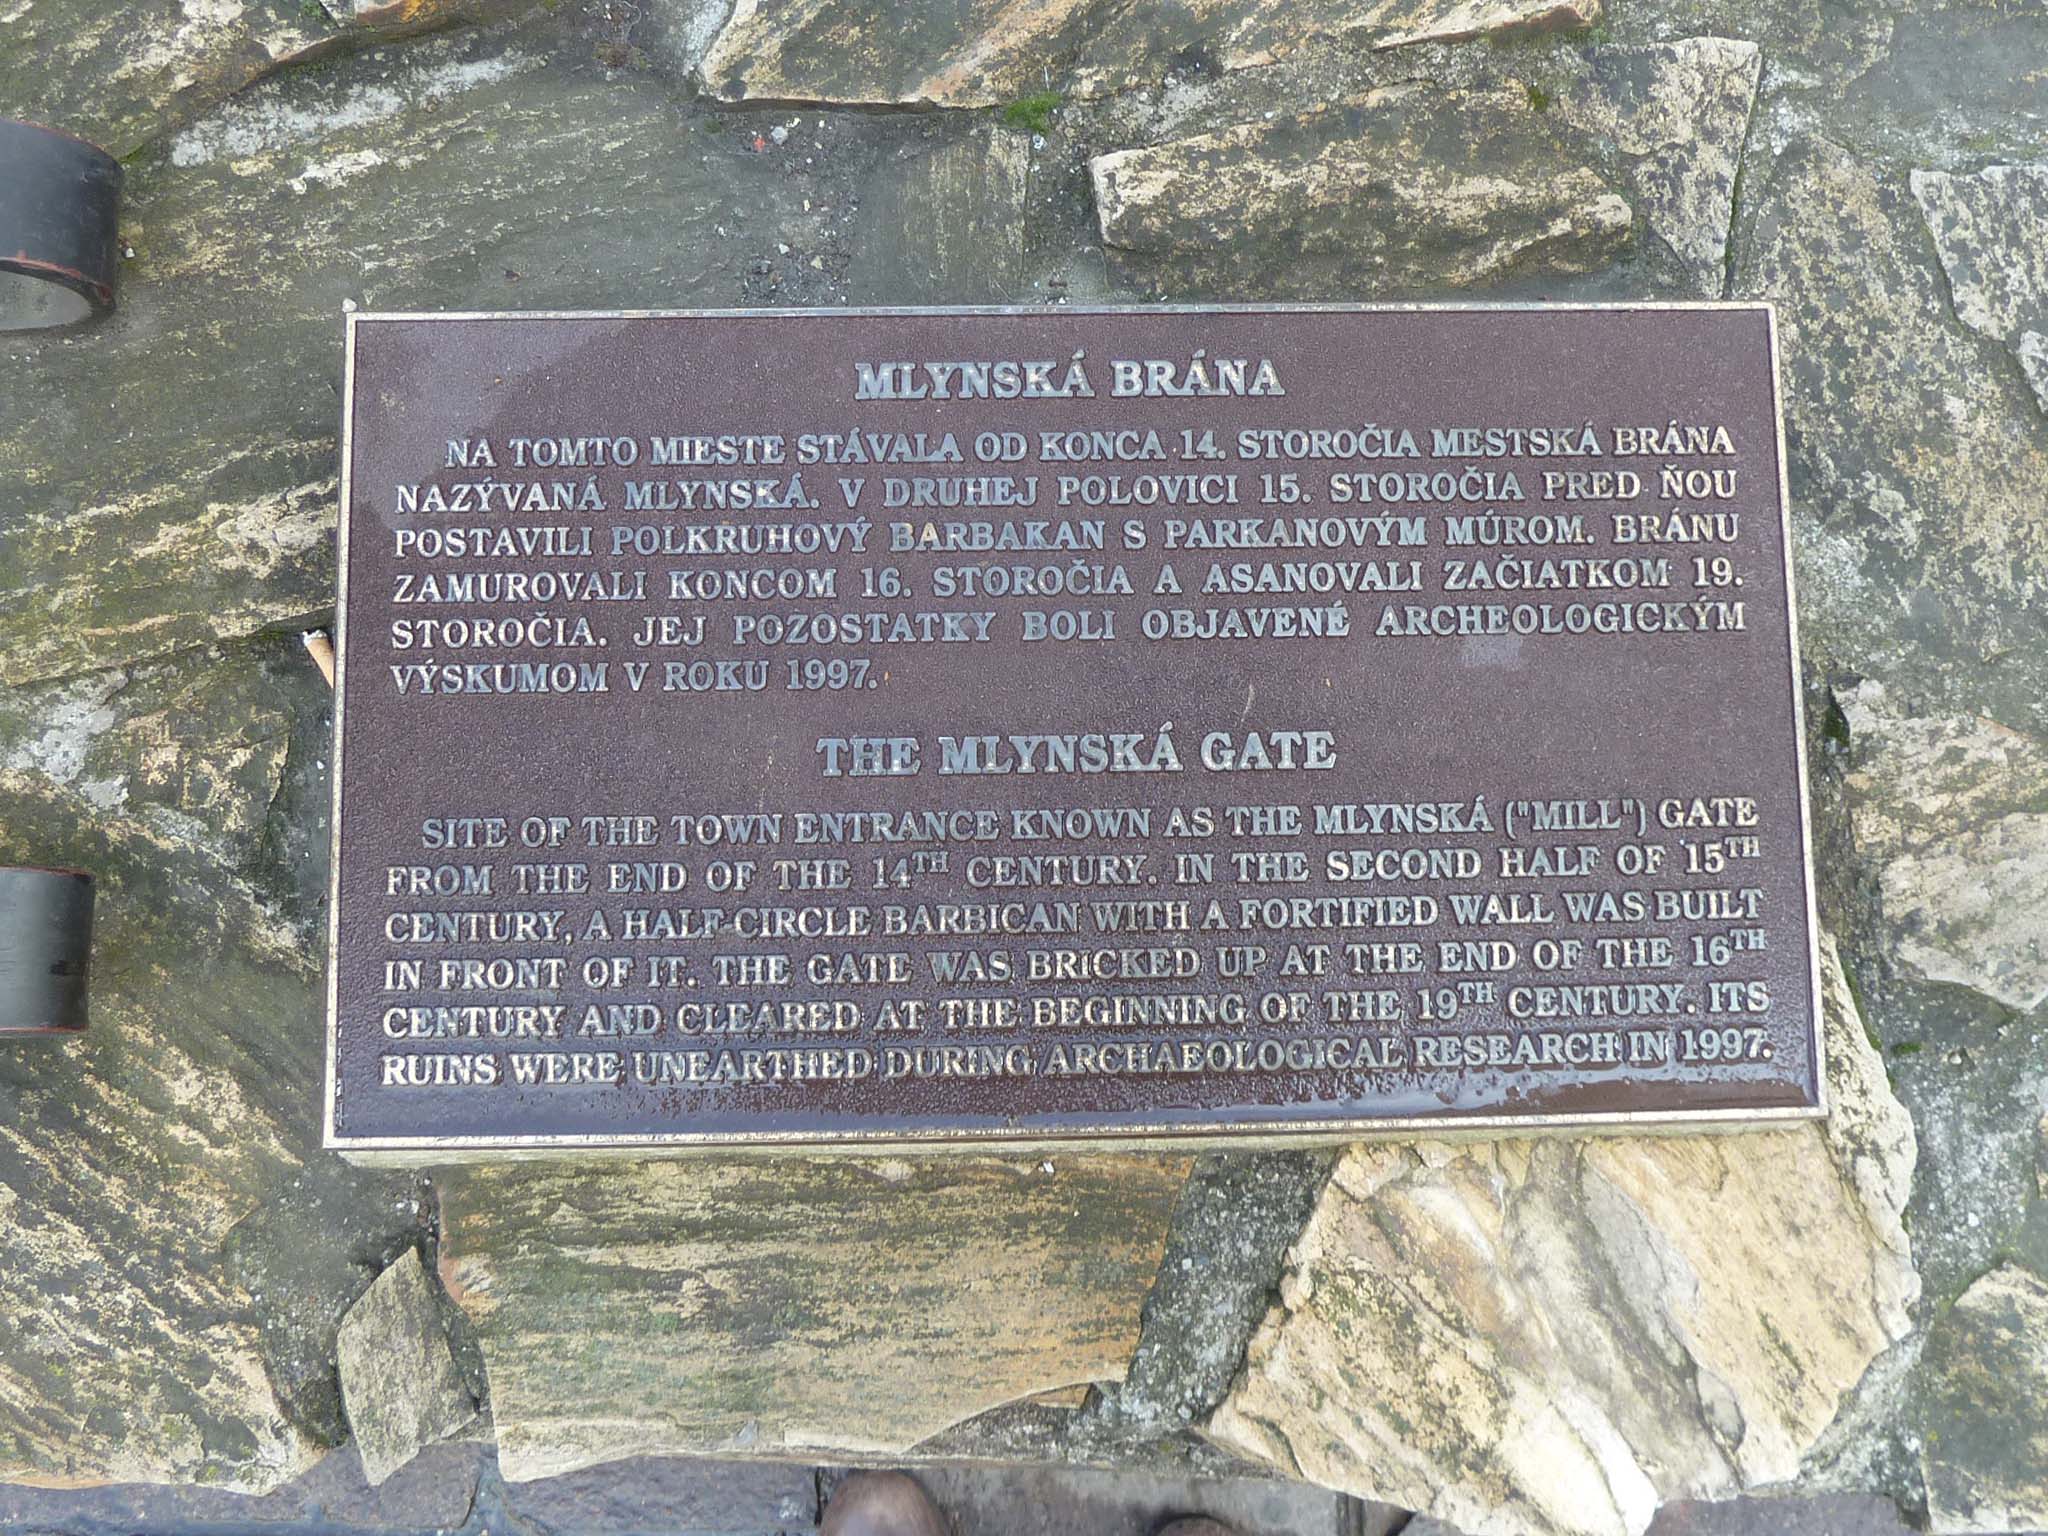 MLYNSKÁ BRÁNA
NA TOMTO MIESTE STÁVALA OD KONCA 14. STOROČIA MESTSKÁ BRÁNA
NAZÝVANÁ MLYNSKÁ. V DRUHEJ POLOVICI 15. STOROČIA PRED ŇOU
POSTAVILI POLKRUHOVÝ BARBAKAN S PARKANOVÝM MÚROM. BRÁNU
ZAMUROVALI KONCOM 16. STOROČIA A ASANOVALI ZAČIATKOM 19.
STOROČIA. JEJ POZOSTATKY BOLI OBJAVENÉ ARCHEOLOGICKÝM
VÝSKUMOM V ROKU 1997.
THE MLYNSKÁ GATE
SITE OF THE TOWN ENTRANCE KNOWN AS THE MLYNSKÁ ("MILL") GATE
FROM THE END OF THE 14TH CENTURY. IN THE SECOND HALF OF 15TH
CENTURY, A HALF-CIRCLE BARBICAN WITH A FORTIFIED WALL WAS BUILT
IN FRONT OF IT. THE GATE WAS BRICKED UP AT THE END OF THE 16TH
CENTURY AND CLEARED AT THE BEGINNING OF THE 19TH CENTURY. ITS
RUINS WERE UNEARTHED DURING ARCHAEOLOGICAL RESEARCH IN 1997.